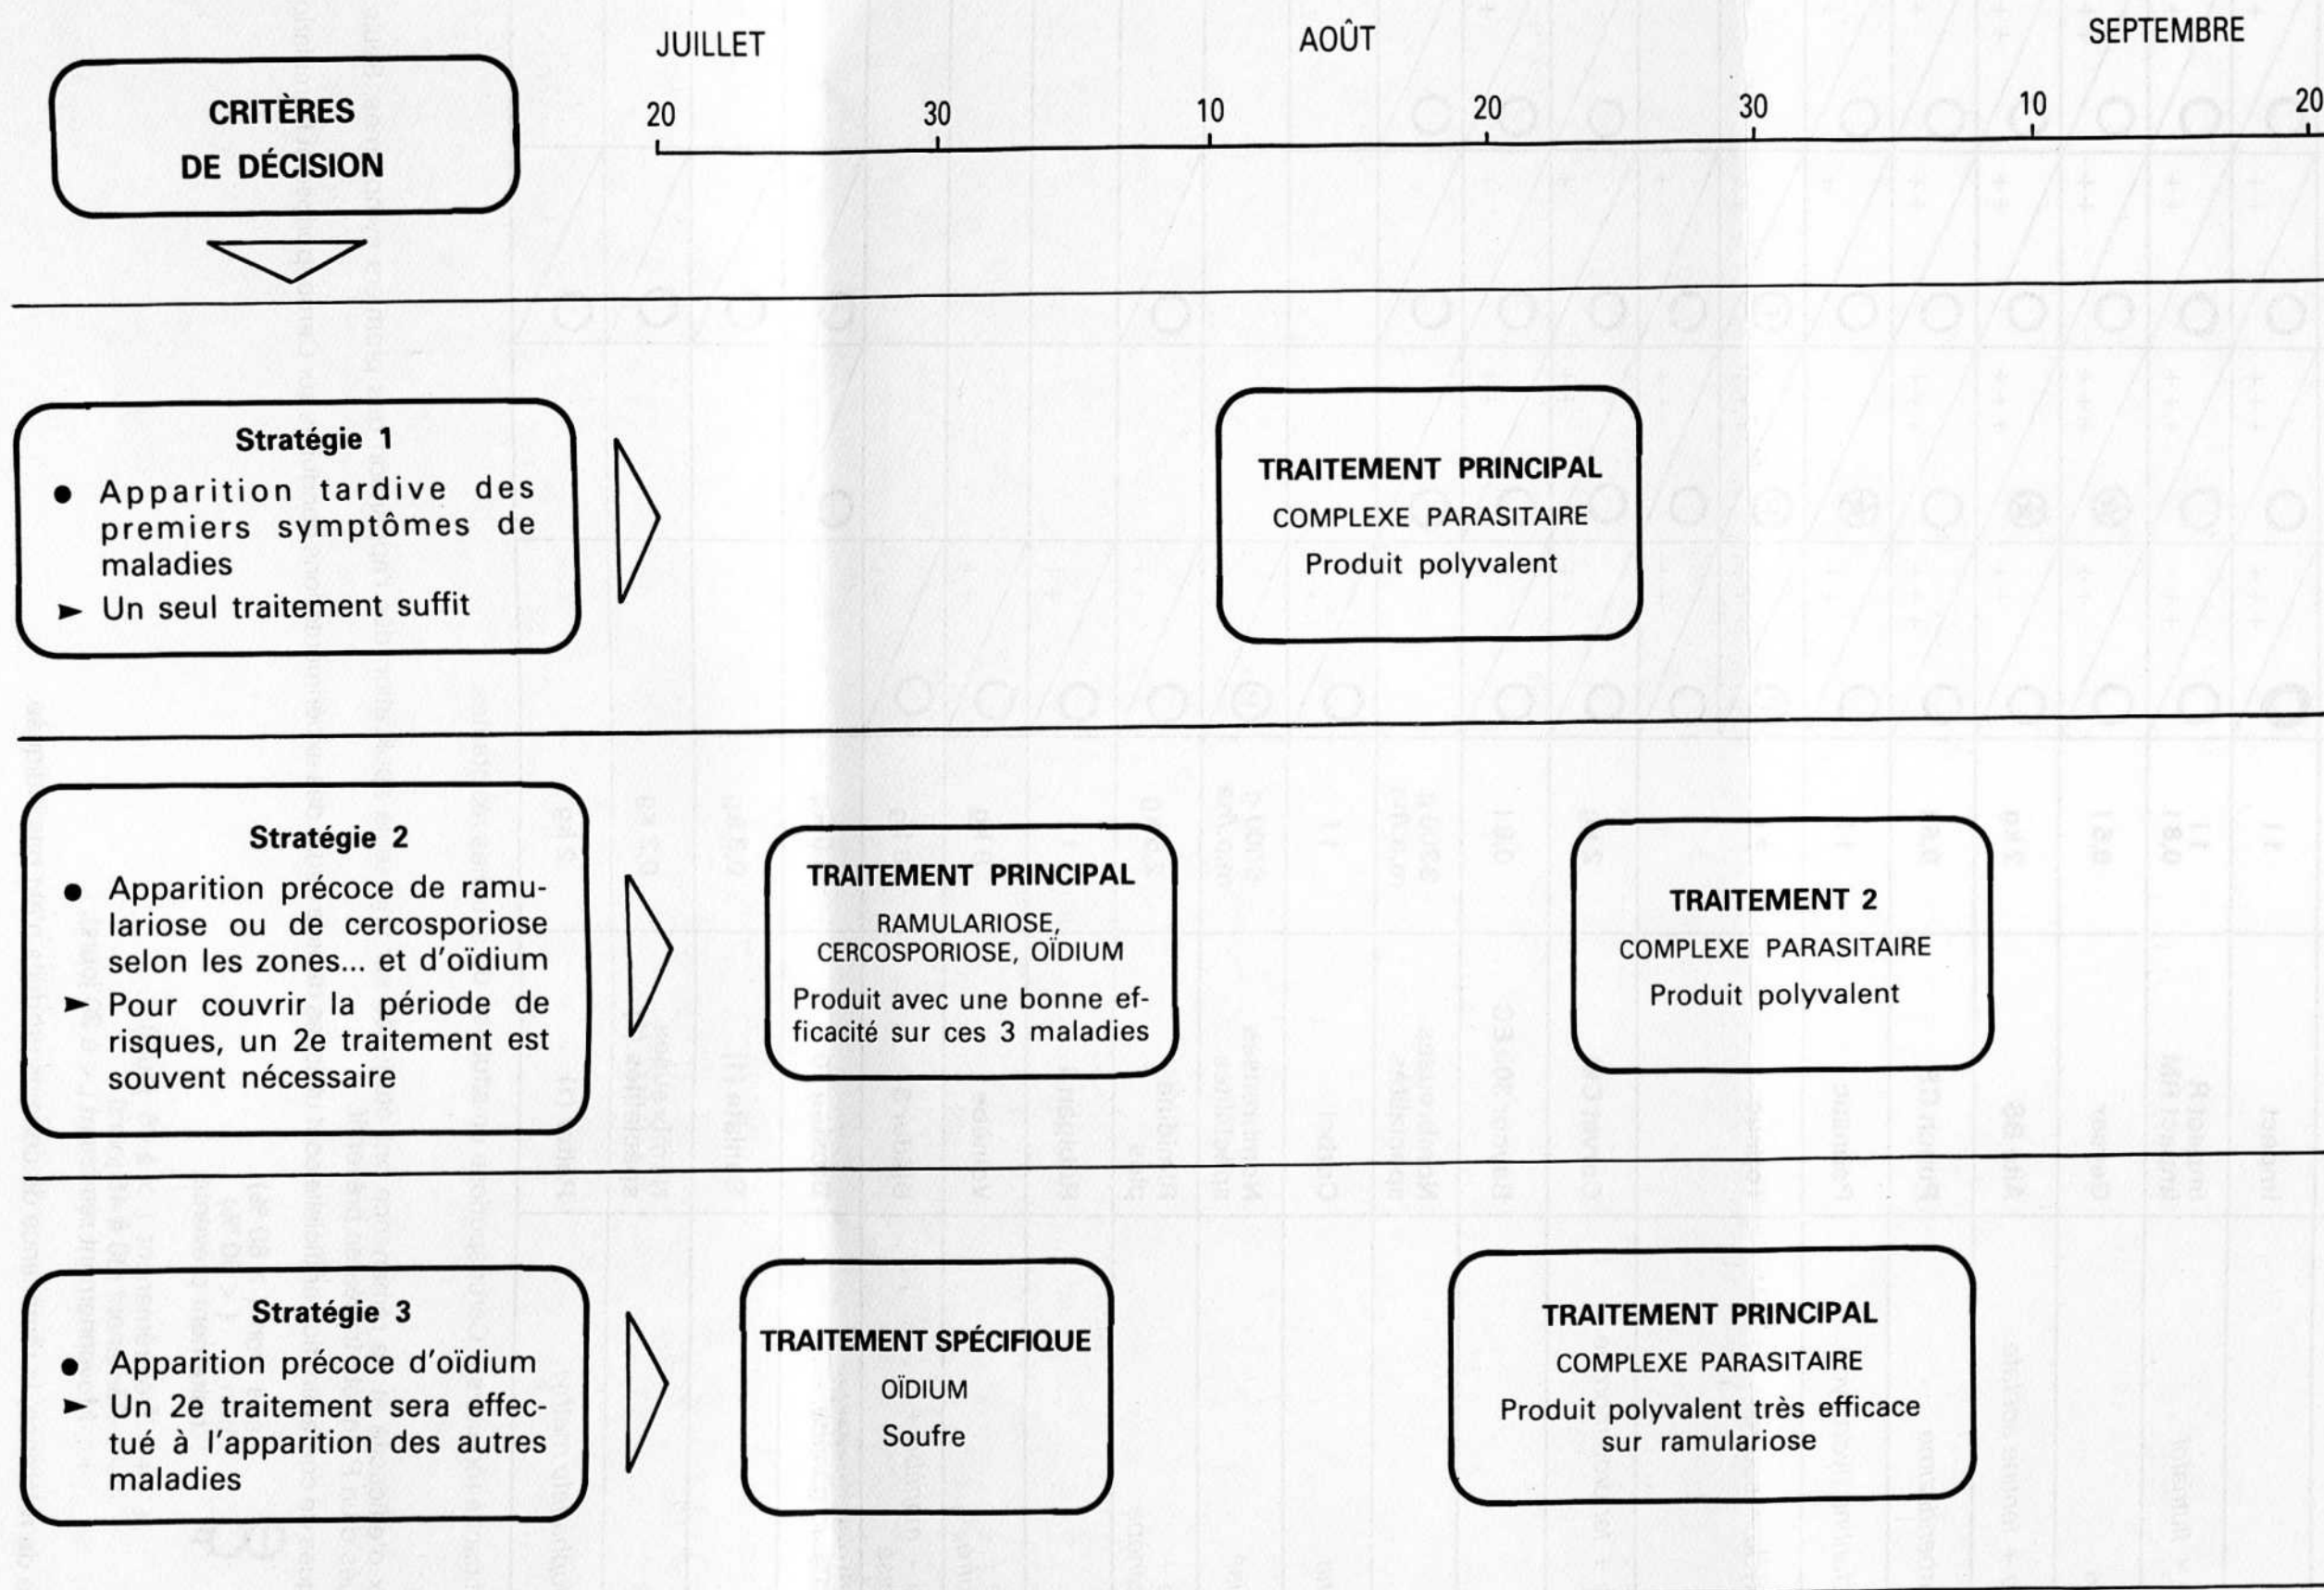 JUILLET
AOÛT
SEPTEMBRE
CRITÈRES
DE DÉCISION
20
30
10
20
30
10
20
Stratégie 1
● Apparition tardive des
premiers symptômes de
maladies
► Un seul traitement suffit
TRAITEMENT PRINCIPAL
COMPLEXE PARASITAIRE
Produit polyvalent
Stratégie 2
● Apparition précoce de ramu-
lariose ou de cercosporiose
selon les zones... et d'oïdium
► Pour couvrir la période de
risques, un 2e traitement est
souvent nécessaire
TRAITEMENT PRINCIPAL
RAMULARIOSE,
CERCOSPORIOSE, OÏDIUM
Produit avec une bonne ef-
ficacité sur ces 3 maladies
TRAITEMENT 2
COMPLEXE PARASITAIRE
Produit polyvalent
Stratégie 3
● Apparition précoce d'oïdium
► Un 2e traitement sera effec-
tué à l'apparition des autres
maladies
TRAITEMENT SPÉCIFIQUE
OÏDIUM
Soufre
TRAITEMENT PRINCIPAL
COMPLEXE PARASITAIRE
Produit polyvalent très efficace
sur ramulariose